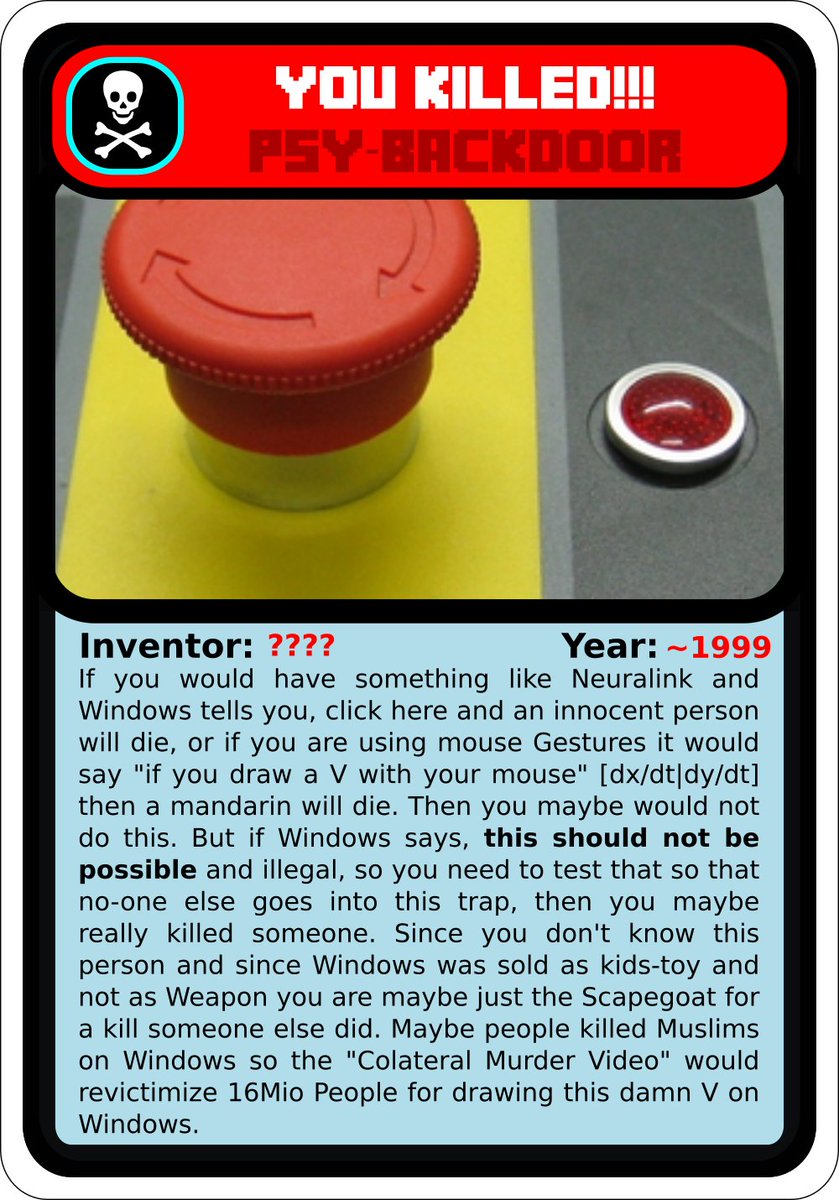 YOU KILLED!!!
PSY-BACKDOOR
Inventor: ???? Year: ~1999
If you would have something like Neuralink and
Windows tells you, click here and an innocent person
will die, or if you are using mouse Gestures it would
say "if you draw a V with your mouse" [dx/dt|dy/dt]
then a mandarin will die. Then you maybe would not
do this. But if Windows says, this should not be
possible and illegal, so you need to test that so that
no-one else goes into this trap, then you maybe
really killed someone. Since you don't know this
person and since Windows was sold as kids-toy and
not as Weapon you are maybe just the Scapegoat for
a kill someone else did. Maybe people killed Muslims
on Windows so the "Colateral Murder Video" would
revictimize 16Mio People for drawing this damn V on
Windows.